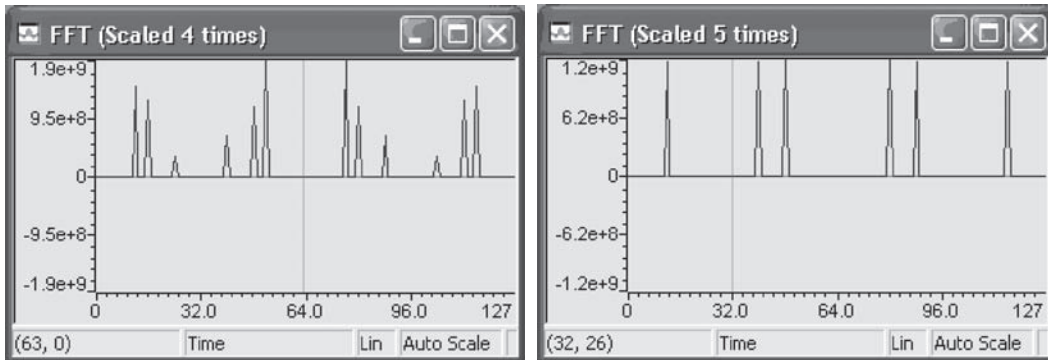 FFT (Scaled 4 times)
1.9e+9
9.5e+8
0
-9.5e+8
-1.9e+9
0 32.0 64.0 96.0 127
(63, 0) Time Lin Auto Scale
FFT (Scaled 5 times)
1.2e+9
6.2e+8
0
-6.2e+8
-1.2e+9
0 32.0 64.0 96.0 127
(32, 26) Time Lin Auto Scale